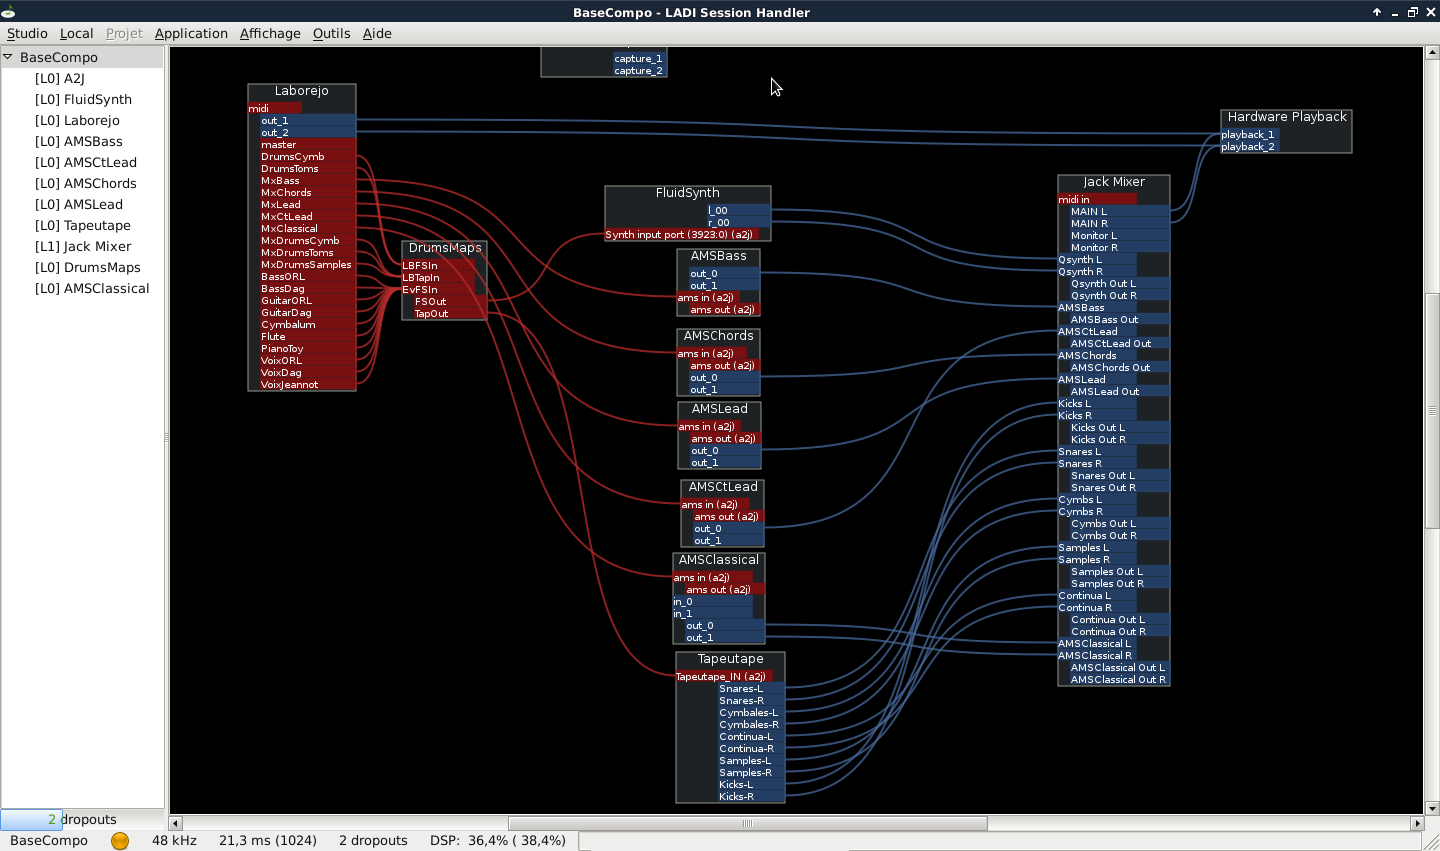 BaseCompo - LADI Session Handler
Studio Local Projet Application Affichage Outils Aide
BaseCompo
[L0] A2J
[L0] FluidSynth
[L0] Laborejo
[L0] AMSBass
[L0] AMSCtLead
[L0] AMSChords
[L0] AMSLead
[L0] Tapeutape
[L1] Jack Mixer
[L0] DrumsMaps
[L0] AMSClassical
capture_1
capture_2
Laborejo
midi
out_1
out_2
master
DrumsCymb
DrumsToms
MxBass
MxChords
MxLead
MxCtLead
MxClassical
MxDrumsCymb
MxDrumsToms
MxDrumsSamples
BassORL
BassDag
GuitarORL
GuitarDag
Cymbalum
Flute
PianoToy
VoixORL
VoixDag
VoixJeannot
DrumsMaps
LBFSIn
LBTapIn
EvFSIn
FSOut
TapOut
FluidSynth
l_00
r_00
Synth input port (3923:0) (a2j)
AMSBass
out_0
out_1
ams in (a2j)
ams out (a2j)
AMSChords
ams in (a2j)
ams out (a2j)
out_0
out_1
AMSLead
ams in (a2j)
ams out (a2j)
out_0
out_1
AMSCtLead
ams in (a2j)
ams out (a2j)
out_0
out_1
AMSClassical
ams in (a2j)
ams out (a2j)
in_0
in_1
out_0
out_1
Tapeutape
Tapeutape_IN (a2j)
Snares-L
Snares-R
Cymbales-L
Cymbales-R
Continua-L
Continua-R
Samples-L
Samples-R
Kicks-L
Kicks-R
Jack Mixer
midi in
MAIN L
MAIN R
Monitor L
Monitor R
Qsynth L
Qsynth R
Qsynth Out L
Qsynth Out R
AMSBass
AMSBass Out
AMSCtLead
AMSCtLead Out
AMSChords
AMSChords Out
AMSLead
AMSLead Out
Kicks L
Kicks R
Kicks Out L
Kicks Out R
Snares L
Snares R
Snares Out L
Snares Out R
Cymbs L
Cymbs R
Cymbs Out L
Cymbs Out R
Samples L
Samples R
Samples Out L
Samples Out R
Continua L
Continua R
Continua Out L
Continua Out R
AMSClassical L
AMSClassical R
AMSClassical Out L
AMSClassical Out R
Hardware Playback
playback_1
playback_2
2 dropouts
BaseCompo 48 kHz 21,3 ms (1024) 2 dropouts DSP: 36,4% ( 38,4%)